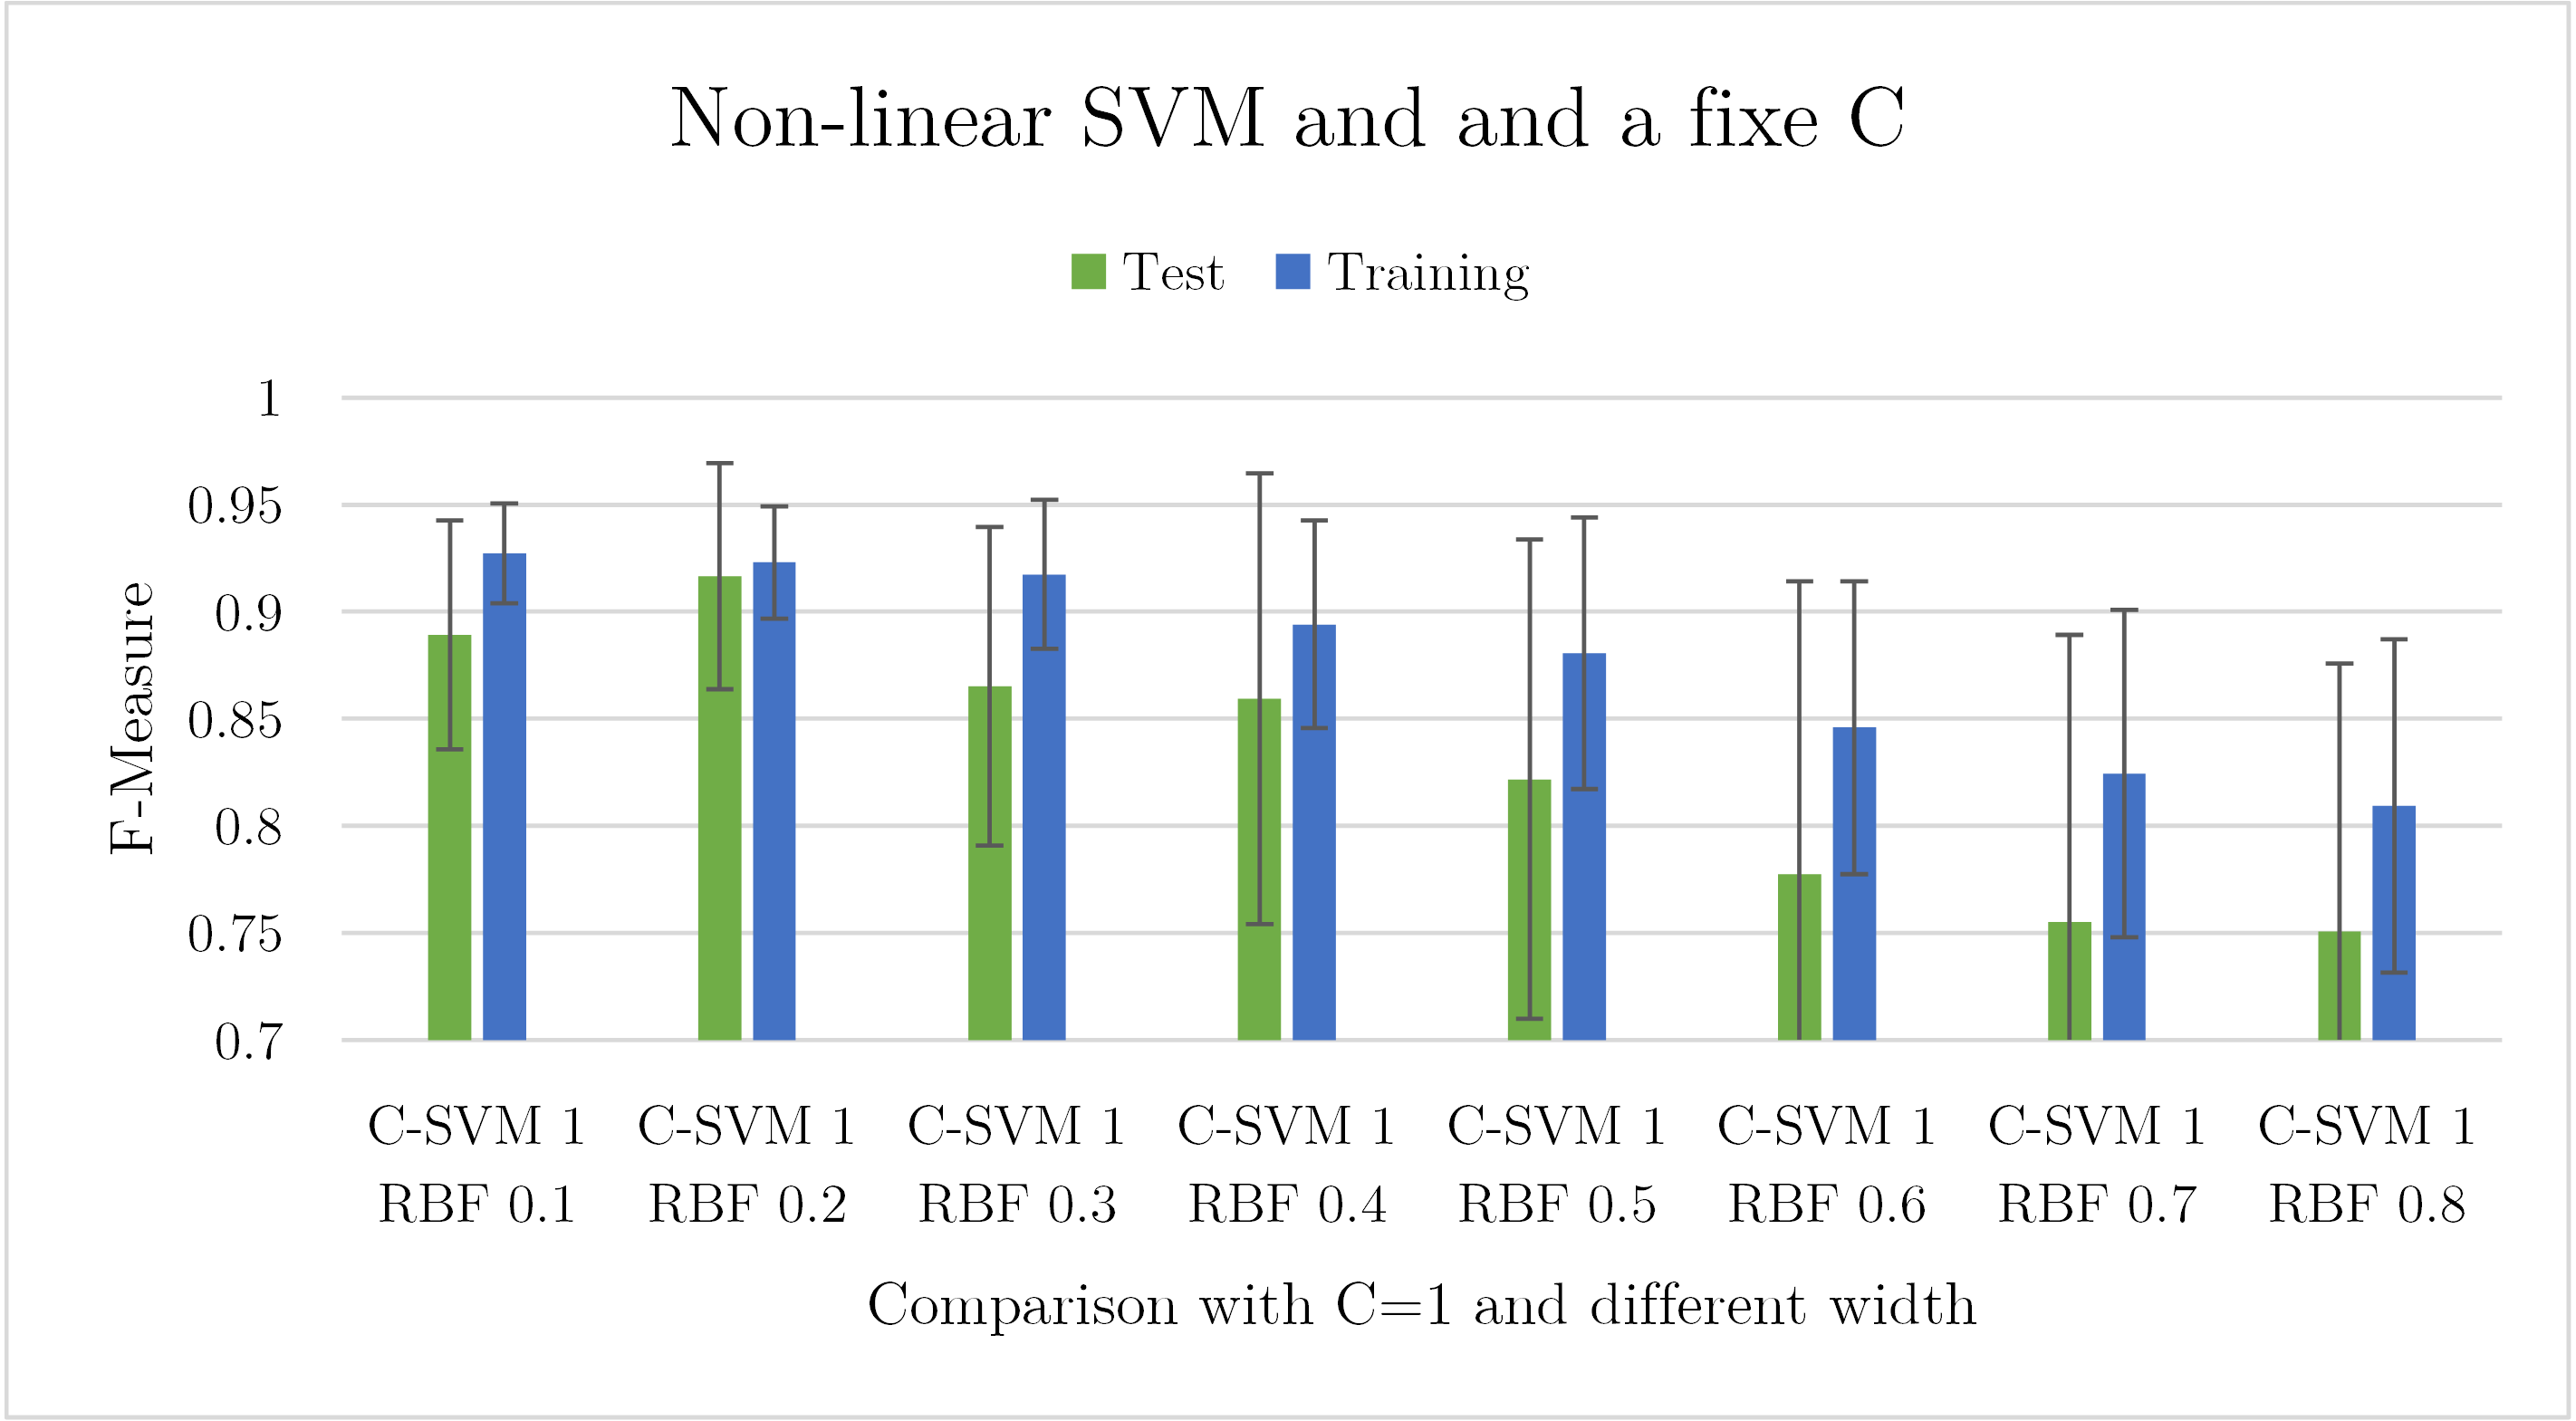 Non-linear SVM and and a fixe C
Test Training
1
0.95
0.9
0.85
0.8
0.75
0.7
F-Measure
C-SVM 1 C-SVM 1 C-SVM 1 C-SVM 1 C-SVM 1 C-SVM 1 C-SVM 1 C-SVM 1
RBF 0.1 RBF 0.2 RBF 0.3 RBF 0.4 RBF 0.5 RBF 0.6 RBF 0.7 RBF 0.8
Comparison with C=1 and different width